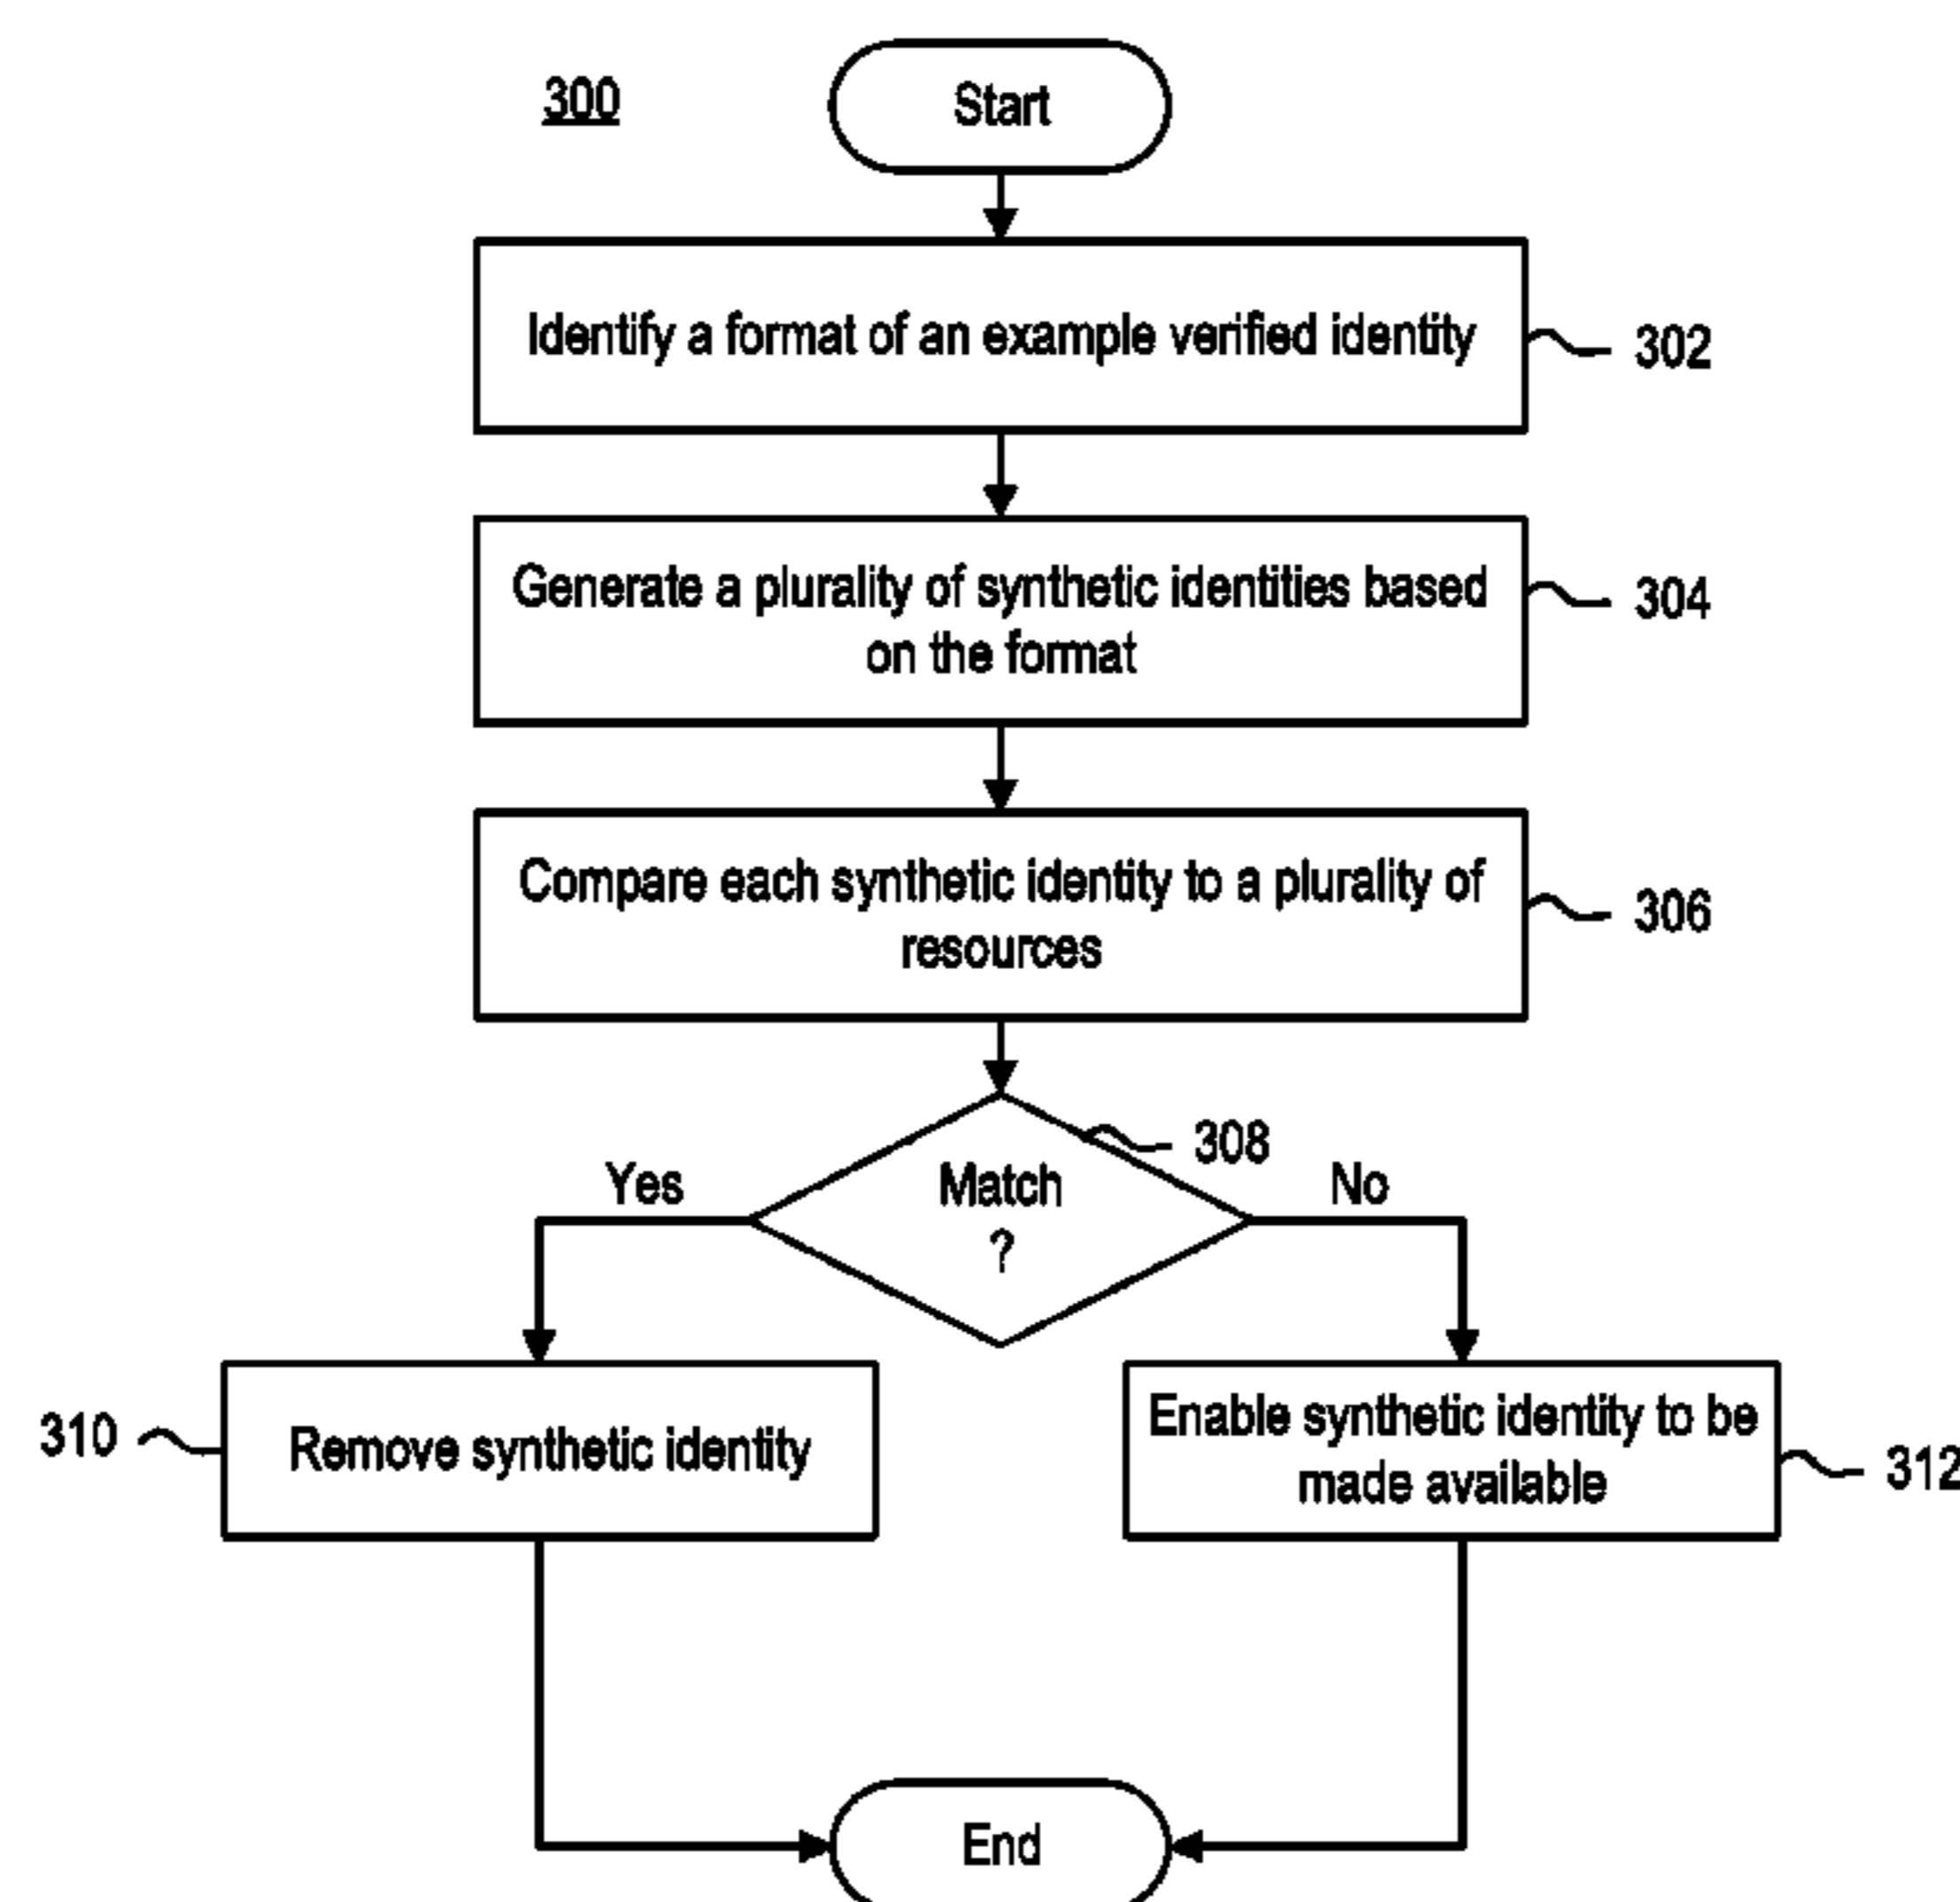 300
Start
Identify a format of an example verified identity
302
Generate a plurality of synthetic identities based
on the format
304
Compare each synthetic identity to a plurality of
resources
306
308
Match
?
Yes
No
310
Remove synthetic identity
Enable synthetic identity to be
made available
312
End